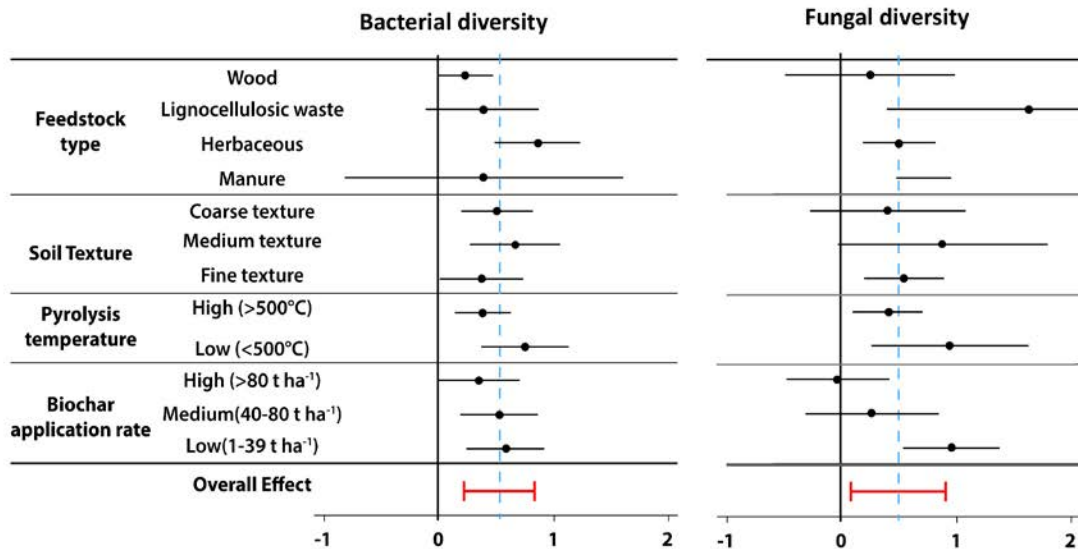 Bacterial diversity
Fungal diversity
Feedstock
type
Wood
Lignocellulosic waste
Herbaceous
Manure
Soil Texture
Coarse texture
Medium texture
Fine texture
Pyrolysis
temperature
High (>500°C)
Low (<500°C)
Biochar
application rate
High (>80 t ha⁻¹)
Medium(40-80 t ha⁻¹)
Low(1-39 t ha⁻¹)
Overall Effect
-1 0 1 2
-1 0 1 2